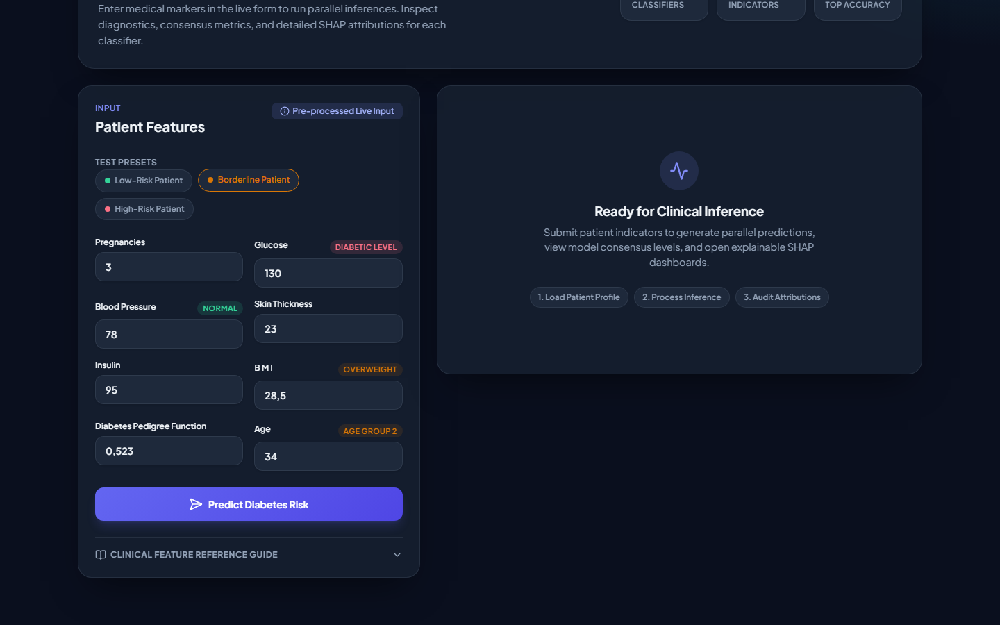 Enter medical markers in the live form to run parallel inferences. Inspect
diagnostics, consensus metrics, and detailed SHAP attributions for each
classifier.
CLASSIFIERS
INDICATORS
TOP ACCURACY
INPUT
Pre-processed Live Input
Patient Features
TEST PRESETS
Low-Risk Patient
Borderline Patient
High-Risk Patient
Pregnancies
3
Glucose
DIABETIC LEVEL
130
Blood Pressure
NORMAL
78
Skin Thickness
23
Insulin
95
BMI
OVERWEIGHT
28,5
Diabetes Pedigree Function
0,523
Age
AGE GROUP 2
34
Predict Diabetes Risk
CLINICAL FEATURE REFERENCE GUIDE
Ready for Clinical Inference
Submit patient indicators to generate parallel predictions,
view model consensus levels, and open explainable SHAP
dashboards.
1. Load Patient Profile
2. Process Inference
3. Audit Attributions